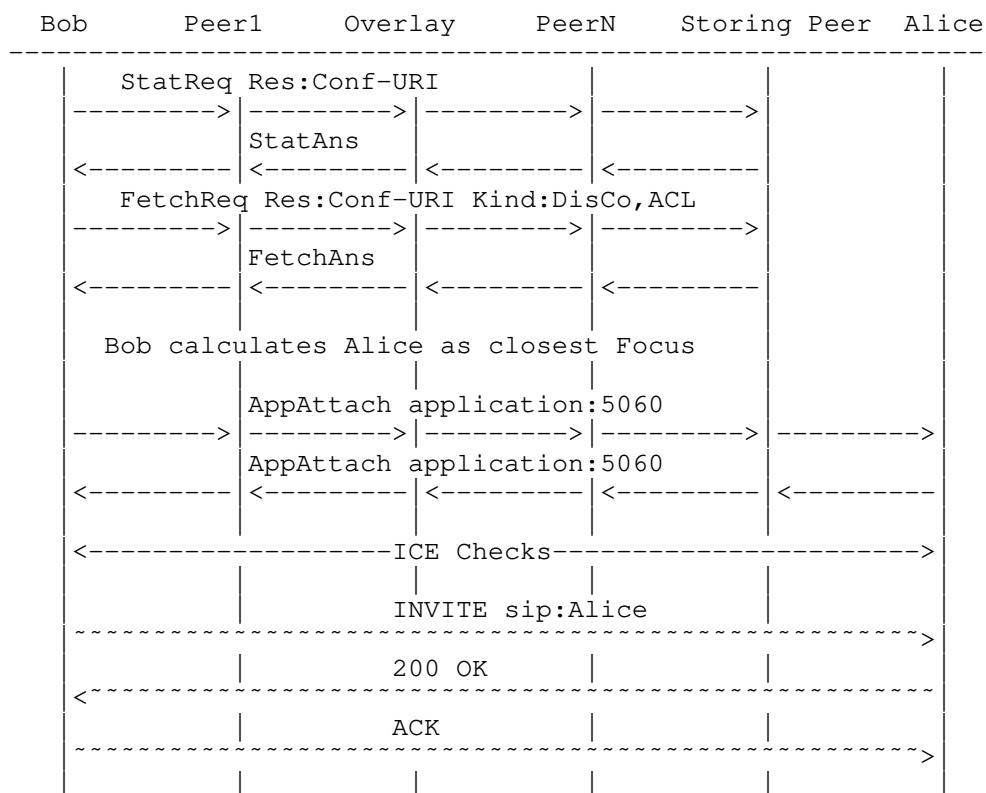 Bob Peer1 Overlay PeerN Storing Peer Alice
StatReq Res:Conf-URI
StatAns
FetchReq Res:Conf-URI Kind:DisCo,ACL
FetchAns
Bob calculates Alice as closest Focus
AppAttach application:5060
AppAttach application:5060
ICE Checks
INVITE sip:Alice
200 OK
ACK